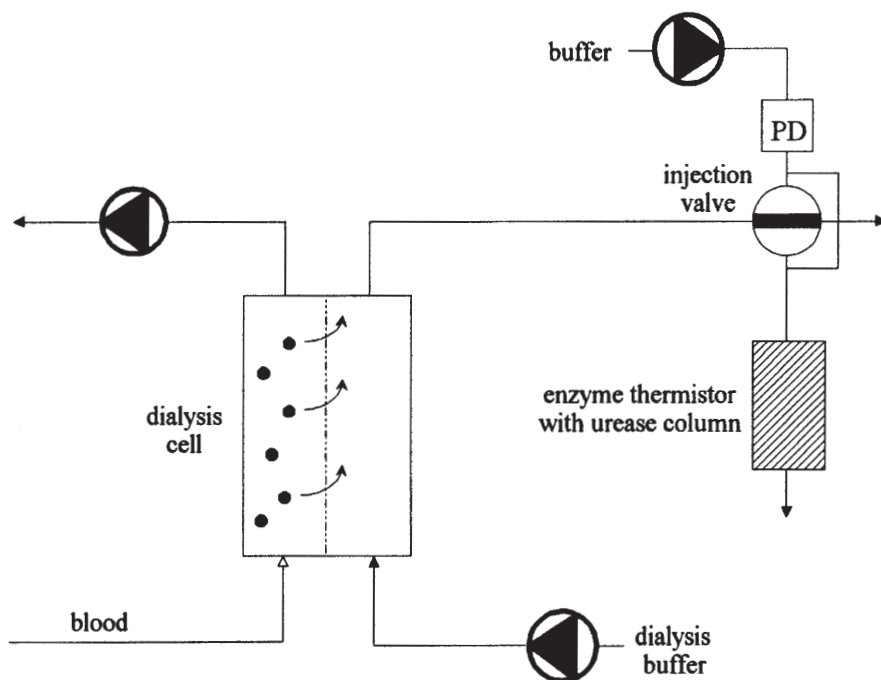 buffer
PD
injection
valve
enzyme thermistor
with urease column
dialysis
cell
blood
dialysis
buffer